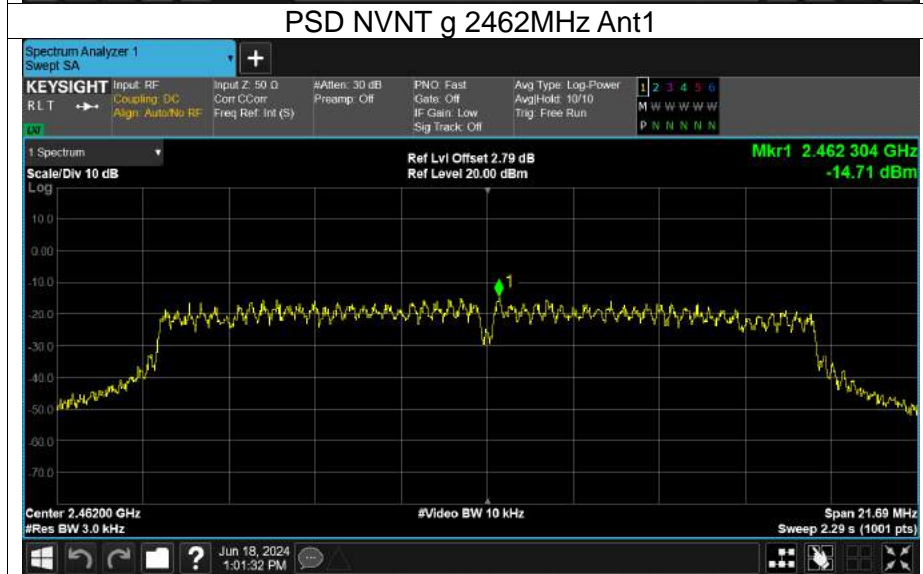 PSD NVNT g 2462MHz Ant1
Spectrum Analyzer 1
Swept SA
+
KEYSIGHT Input: RF Input Z: 50 Ω #Atten: 30 dB PNO: Fast Avg Type: Log-Power 1 2 3 4 5 6
RLT Coupling: DC Corr CCorr Preamp: Off Gate: Off Avg|Hold: 10/10 M W W W W W
Align: Auto/No RF Freq Ref: Int (S) IF Gain: Low Trig: Free Run
LXI Sig Track: Off P N N N N N
1 Spectrum Ref Lvl Offset 2.79 dB Mkr1 2.462 304 GHz
Scale/Div 10 dB Ref Level 20.00 dBm -14.71 dBm
Log
10.0
0.00
-10.0
1
-20.0
-30.0
-40.0
-50.0
-60.0
-70.0
Center 2.46200 GHz #Video BW 10 kHz Span 21.69 MHz
#Res BW 3.0 kHz Sweep 2.29 s (1001 pts)
? Jun 18, 2024
1:01:32 PM